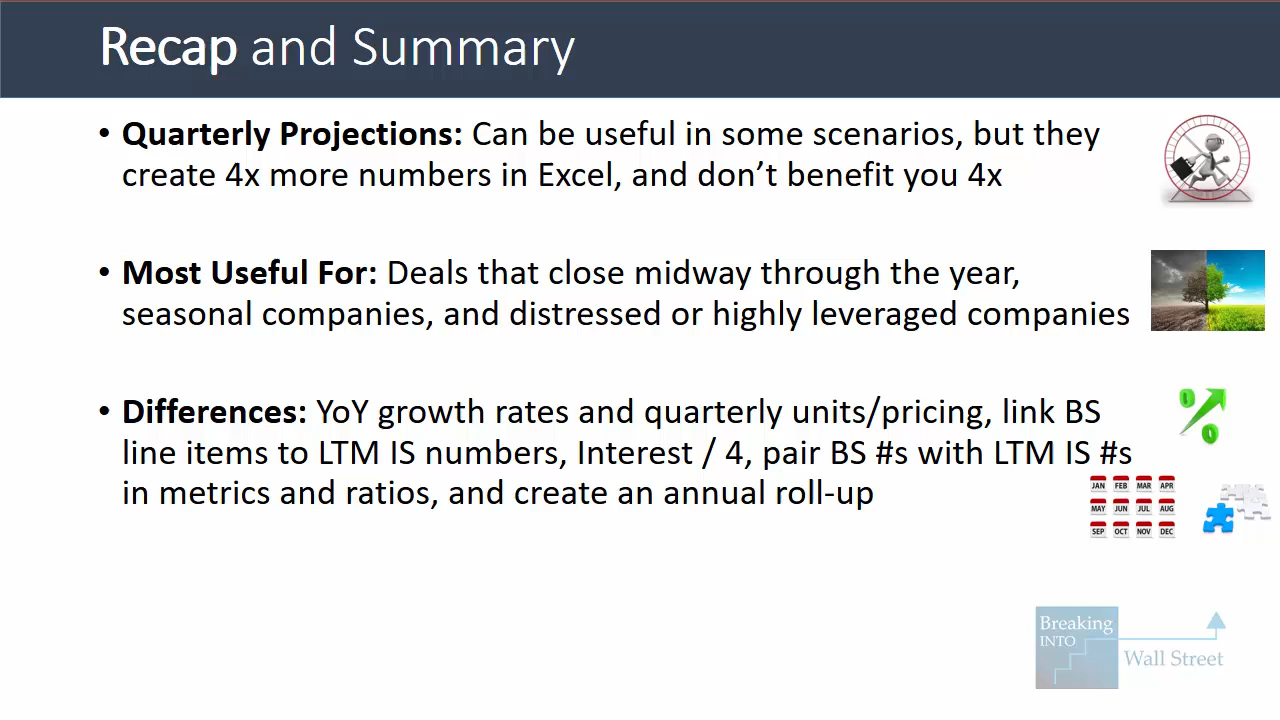 Recap and Summary
• Quarterly Projections: Can be useful in some scenarios, but they
create 4x more numbers in Excel, and don’t benefit you 4x
• Most Useful For: Deals that close midway through the year,
seasonal companies, and distressed or highly leveraged companies
• Differences: YoY growth rates and quarterly units/pricing, link BS
line items to LTM IS numbers, Interest / 4, pair BS #s with LTM IS #s
in metrics and ratios, and create an annual roll-up
JAN FEB MAR APR
MAY JUN JUL AUG
SEP OCT NOV DEC
Breaking
INTO
Wall Street